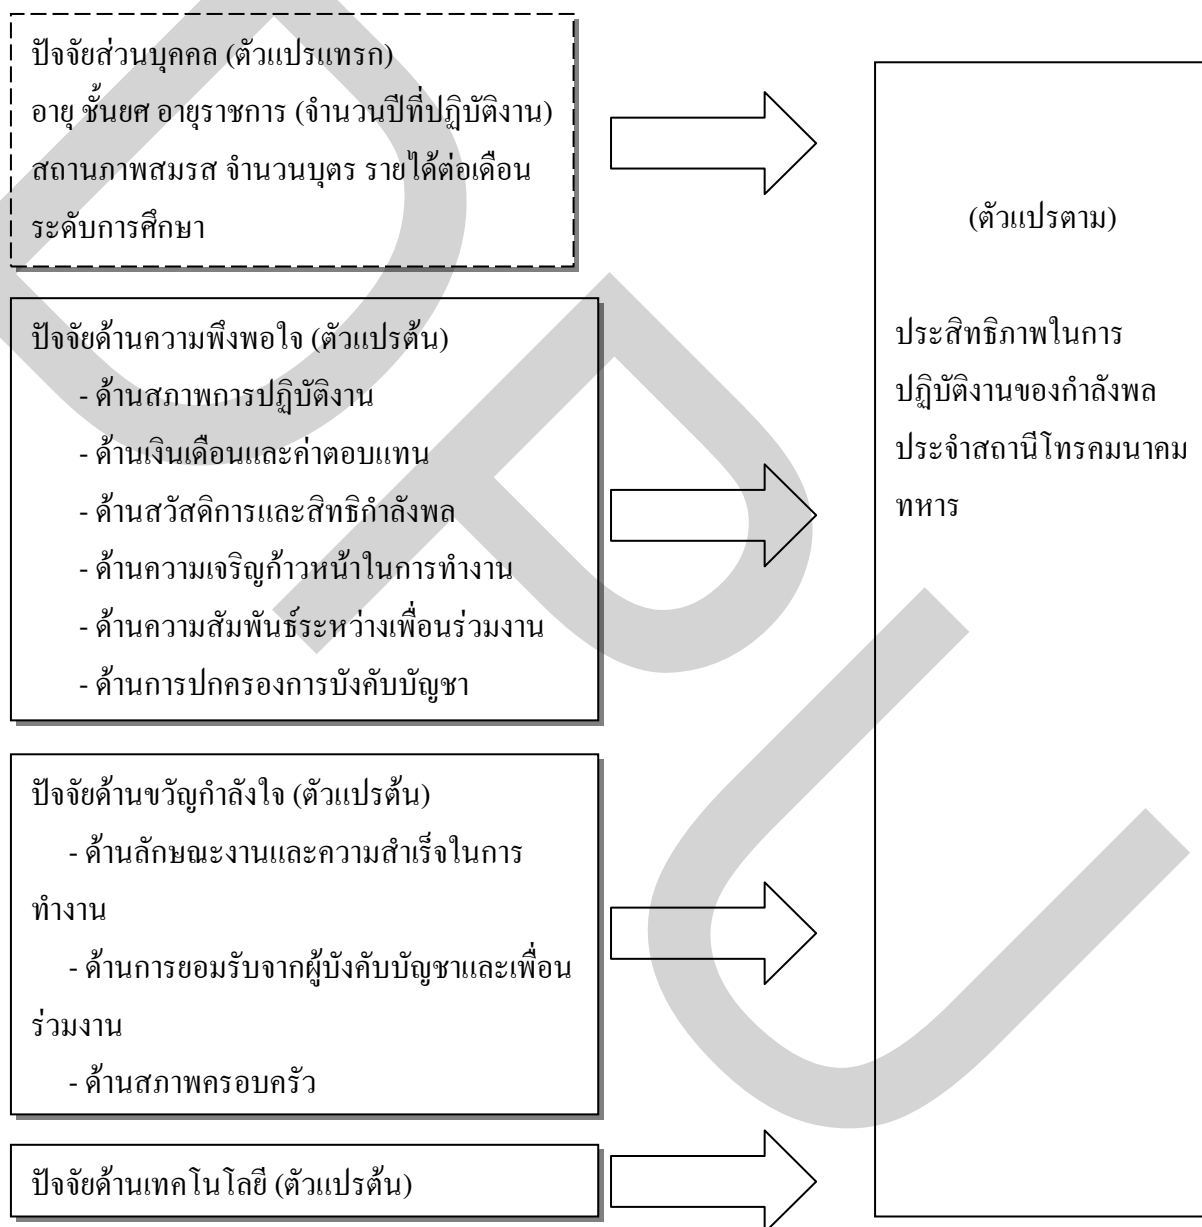 ปัจจัยส่วนบุคคล (ตัวแปรแทรก)
อายุ ชั้นยศ อายุราชการ (จำนวนปีที่ปฏิบัติงาน)
สถานภาพสมรส จำนวนบุตร รายได้ต่อเดือน
ระดับการศึกษา
ปัจจัยด้านความพึงพอใจ (ตัวแปรต้น)
- ด้านสภาพการปฏิบัติงาน
- ด้านเงินเดือนและค่าตอบแทน
- ด้านสวัสดิการและสิทธิกำลังพล
- ด้านความเจริญก้าวหน้าในการทำงาน
- ด้านความสัมพันธ์ระหว่างเพื่อนร่วมงาน
- ด้านการปกครองการบังคับบัญชา
ปัจจัยด้านขวัญกำลังใจ (ตัวแปรต้น)
- ด้านลักษณะงานและความสำเร็จในการ
ทำงาน
- ด้านการยอมรับจากผู้บังคับบัญชาและเพื่อน
ร่วมงาน
- ด้านสภาพครอบครัว
ปัจจัยด้านเทคโนโลยี (ตัวแปรต้น)
(ตัวแปรตาม)
ประสิทธิภาพในการ
ปฏิบัติงานของกำลังพล
ประจำสถานีโทรคมนาคม
ทหาร
DPU